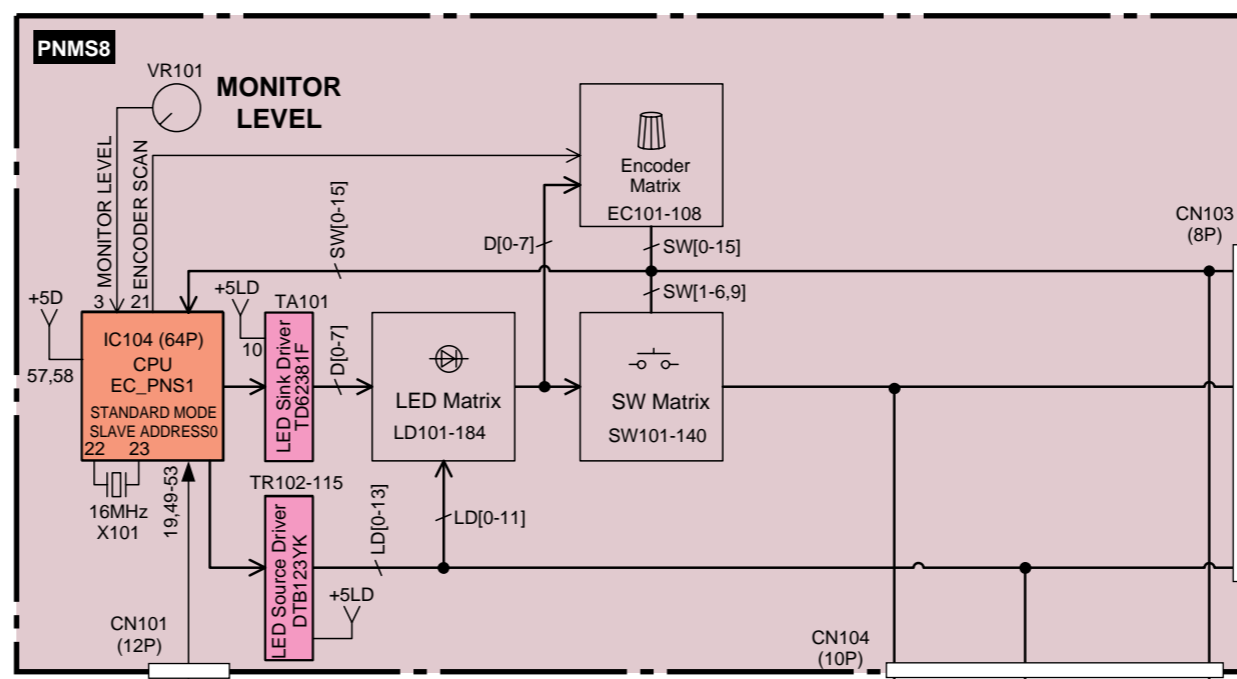 PNMS8
VR101
MONITOR
LEVEL
MONITOR LEVEL
ENCODER SCAN
SW[0-15]
Encoder
Matrix
EC101-108
D[0-7]
SW[0-15]
SW[1-6,9]
CN103
(8P)
+5D
3
21
57,58
IC104 (64P)
CPU
EC_PNS1
STANDARD MODE
SLAVE ADDRESS0
22
23
16MHz
X101
19,49-53
+5LD
10
TA101
LED Sink Driver
TD62381F
D[0-7]
LED Matrix
LD101-184
SW Matrix
SW101-140
TR102-115
LED Source Driver
DTB123YK
LD[0-13]
LD[0-11]
+5LD
CN101
(12P)
CN104
(10P)